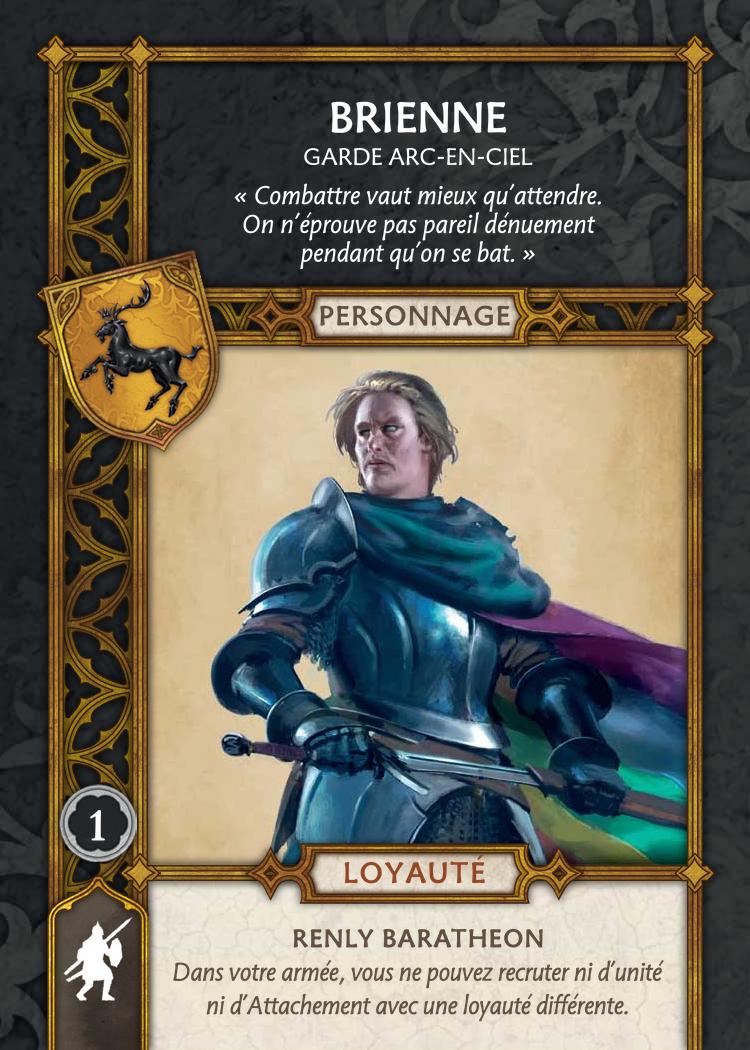 BRIENNE
GARDE ARC-EN-CIEL
« Combattre vaut mieux qu'attendre.
On n'éprouve pas pareil dénuement
pendant qu'on se bat. »
PERSONNAGE
1
LOYAUTÉ
RENLY BARATHEON
Dans votre armée, vous ne pouvez recruter ni d'unité
ni d'Attachement avec une loyauté différente.